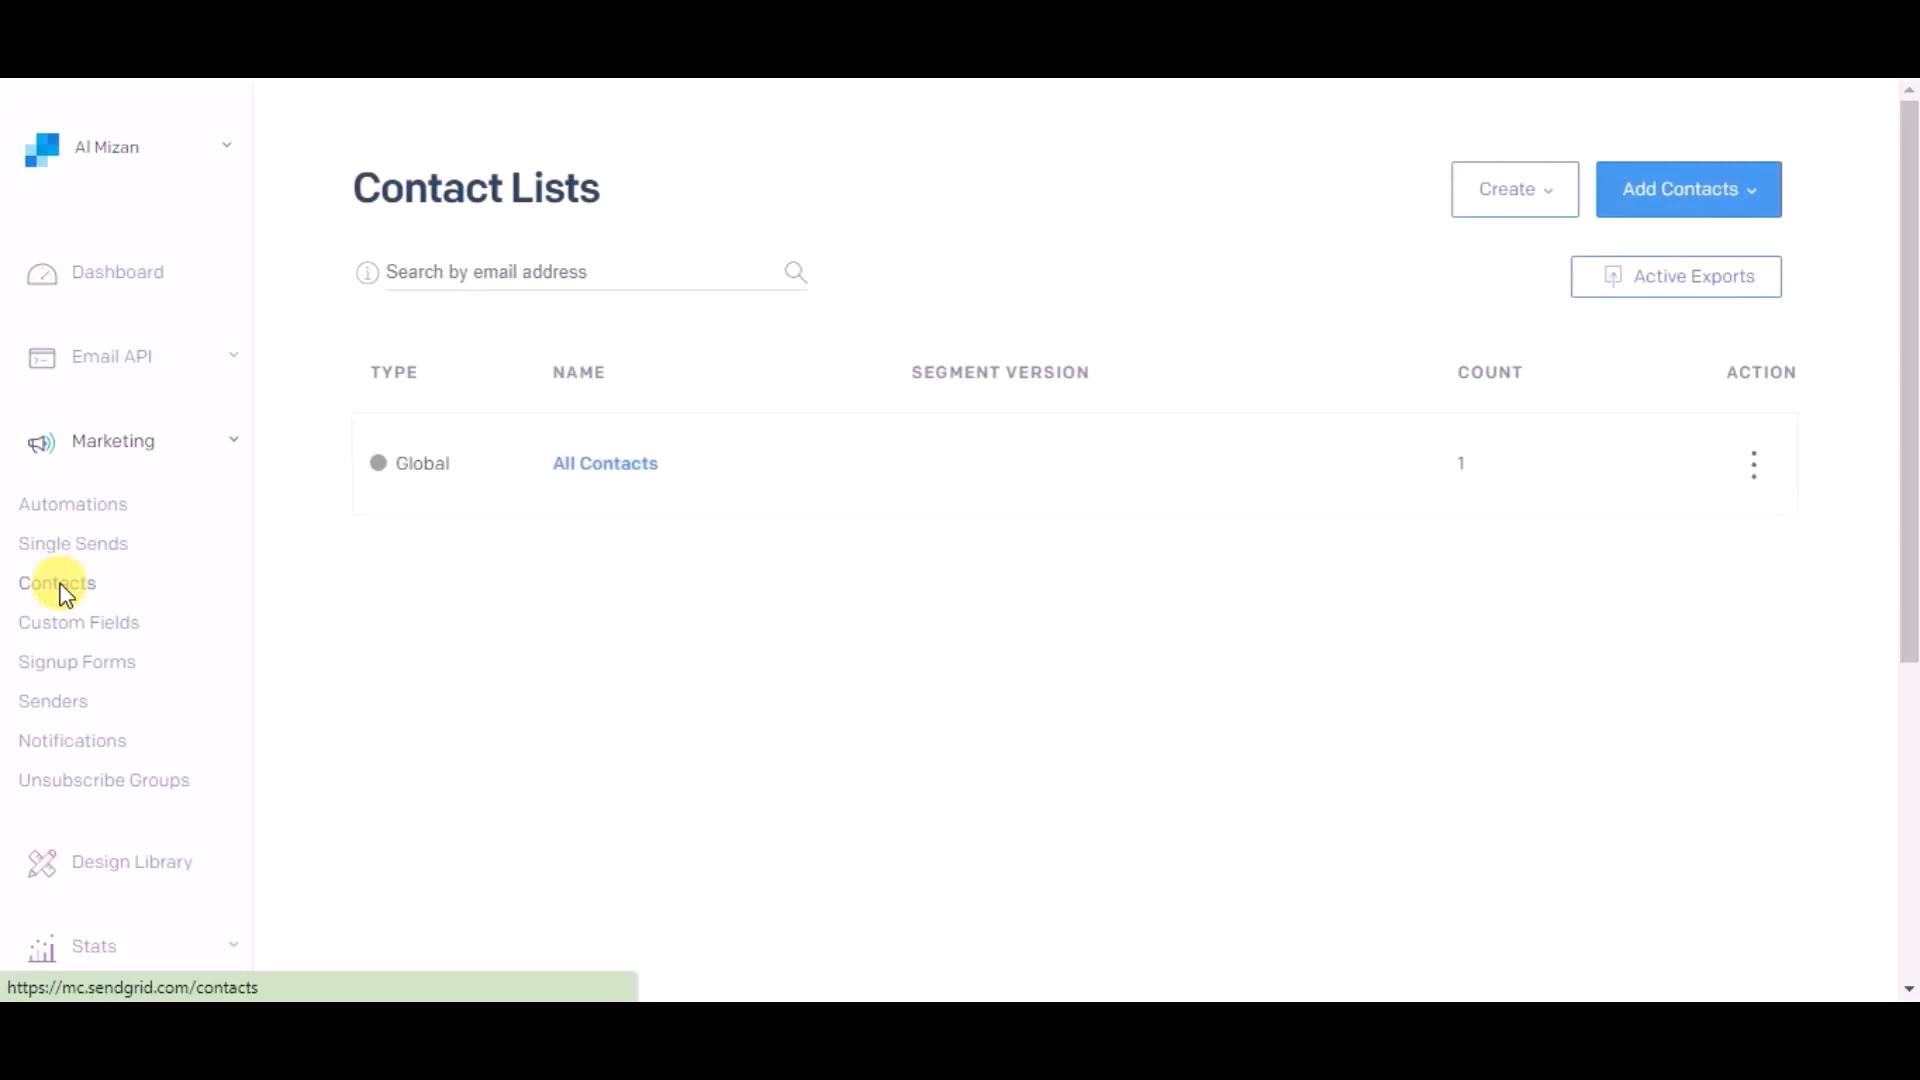 Al Mizan
Dashboard
Email API
Marketing
Automations
Single Sends
Contacts
Custom Fields
Signup Forms
Senders
Notifications
Unsubscribe Groups
Design Library
Stats
https://mc.sendgrid.com/contacts
Contact Lists
Create
Add Contacts
Search by email address
Active Exports
TYPE NAME SEGMENT VERSION COUNT ACTION
Global All Contacts 1